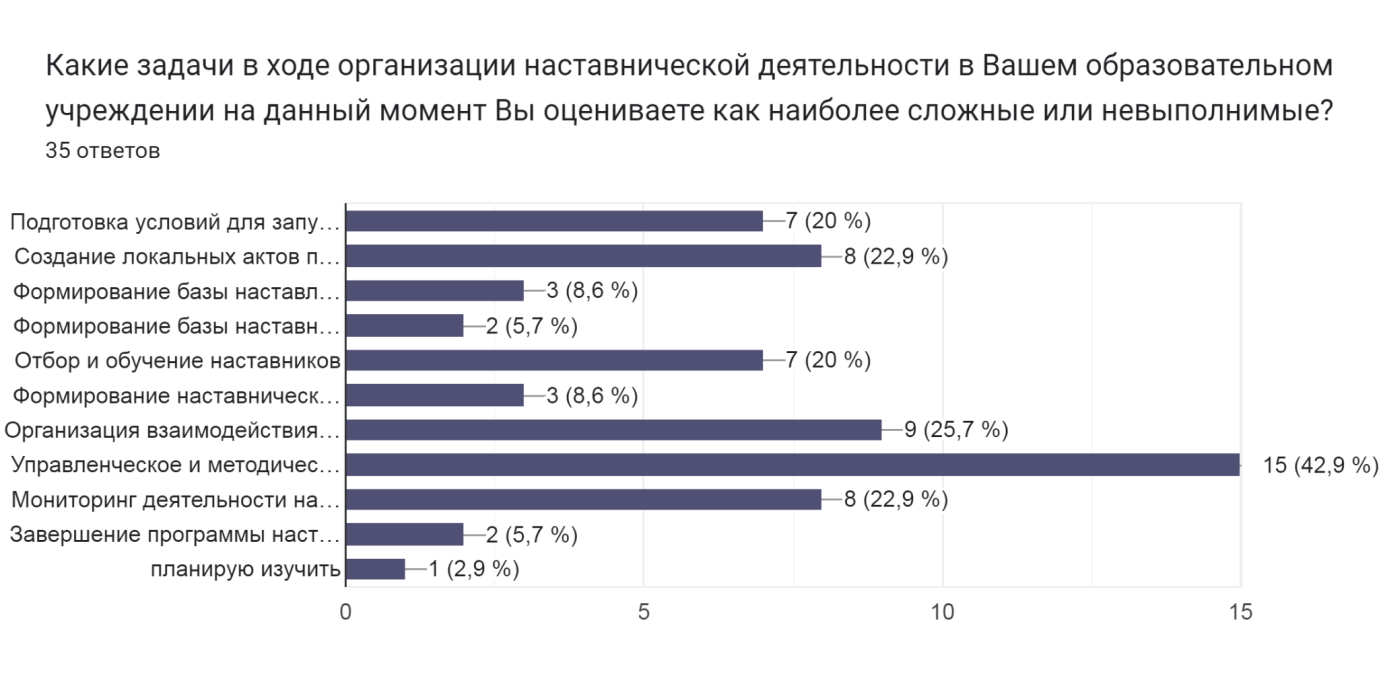 Какие задачи в ходе организации наставнической деятельности в Вашем образовательном
учреждении на данный момент Вы оцениваете как наиболее сложные или невыполнимые?
35 ответов
Подготовка условий для запу… 7 (20 %)
Создание локальных актов п… 8 (22,9 %)
Формирование базы наставл… 3 (8,6 %)
Формирование базы наставн… 2 (5,7 %)
Отбор и обучение наставников 7 (20 %)
Формирование наставническ… 3 (8,6 %)
Организация взаимодействия… 9 (25,7 %)
Управленческое и методичес… 15 (42,9 %)
Мониторинг деятельности на… 8 (22,9 %)
Завершение программы наст… 2 (5,7 %)
планирую изучить 1 (2,9 %)
0 5 10 15